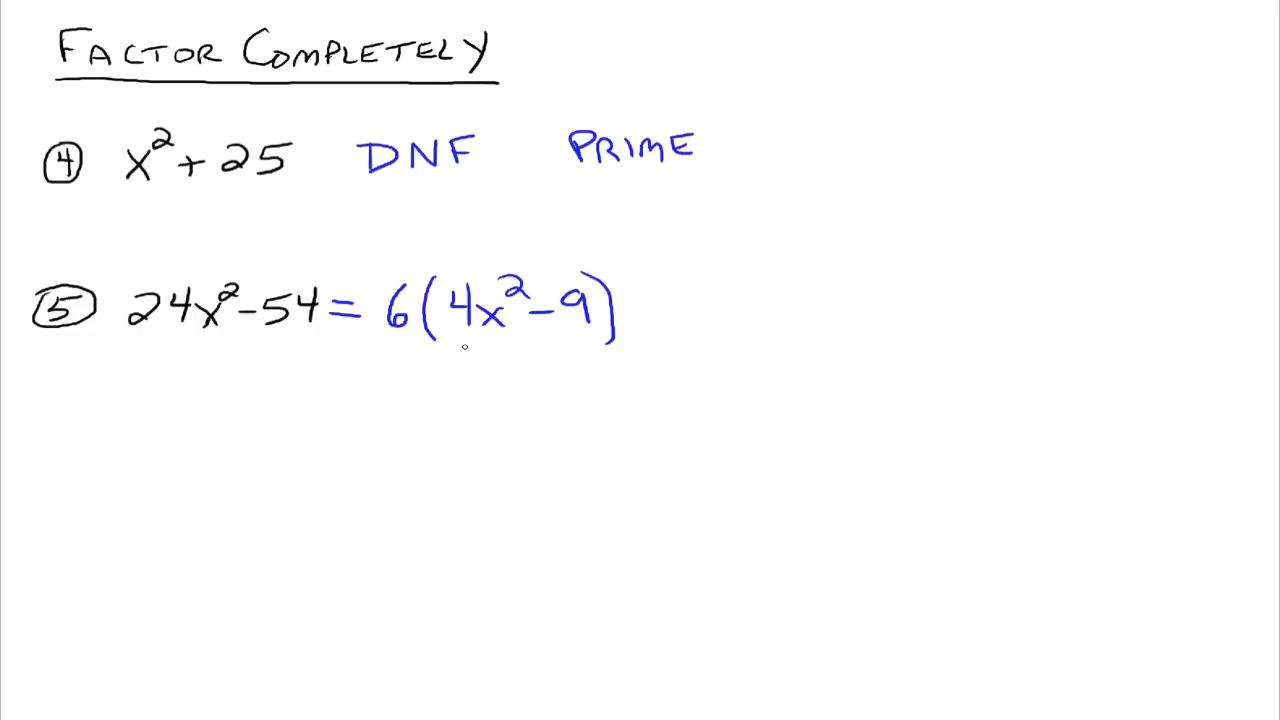 FACTOR COMPLETELY
④ x² + 25 DNF PRIME
⑤ 24x² - 54 = 6(4x² - 9)